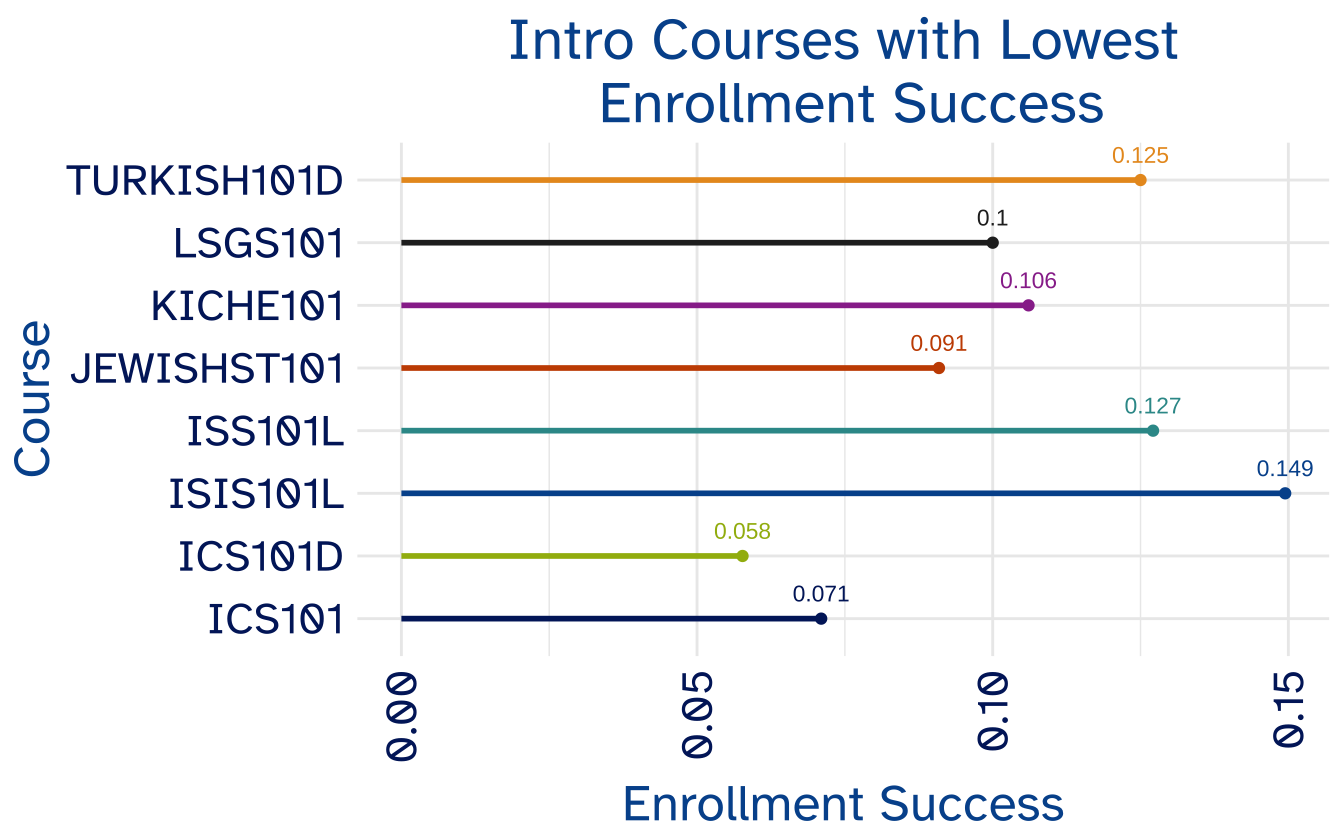 Intro Courses with Lowest
Enrollment Success
Course
TURKISH101D
0.125
LSGS101
0.1
KICHE101
0.106
JEWISHST101
0.091
ISS101L
0.127
ISIS101L
0.149
ICS101D
0.058
ICS101
0.071
0.00
0.05
0.10
0.15
Enrollment Success